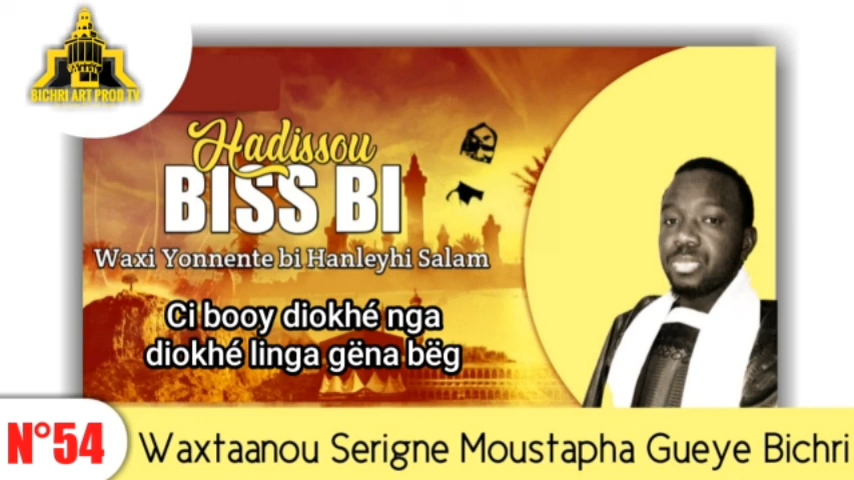 BICHRI ART PROD TV
Hadissou
BISS BI
Waxi Yonnente bi Hanleyhi Salam
Ci booy diokhé nga
diokhé linga gëna bëg
N°54
Waxtaanou Serigne Moustapha Gueye Bichri